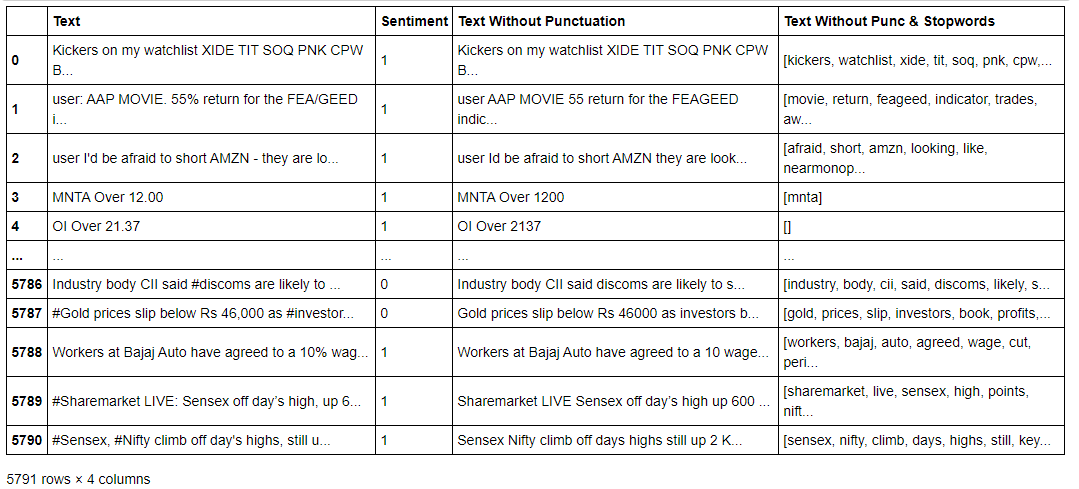 Text Sentiment Text Without Punctuation Text Without Punc & Stopwords
0 Kickers on my watchlist XIDE TIT SOQ PNK CPW B... 1 Kickers on my watchlist XIDE TIT SOQ PNK CPW B... [kickers, watchlist, xide, tit, soq, pnk, cpw,...
1 user: AAP MOVIE. 55% return for the FEA/GEED i... 1 user AAP MOVIE 55 return for the FEAGEED indic... [movie, return, feageed, indicator, trades, aw...
2 user I'd be afraid to short AMZN - they are lo... 1 user Id be afraid to short AMZN they are look... [afraid, short, amzn, looking, like, nearmonop...
3 MNTA Over 12.00 1 MNTA Over 1200 [mnta]
4 OI Over 21.37 1 OI Over 2137 []
... ... ... ... ...
5786 Industry body CII said #discoms are likely to ... 0 Industry body CII said discoms are likely to s... [industry, body, cii, said, discoms, likely, s...
5787 #Gold prices slip below Rs 46,000 as #investor... 0 Gold prices slip below Rs 46000 as investors b... [gold, prices, slip, investors, book, profits,...
5788 Workers at Bajaj Auto have agreed to a 10% wag... 1 Workers at Bajaj Auto have agreed to a 10 wage... [workers, bajaj, auto, agreed, wage, cut, peri...
5789 #Sharemarket LIVE: Sensex off day’s high, up 6... 1 Sharemarket LIVE Sensex off day’s high up 600 ... [sharemarket, live, sensex, high, points, nift...
5790 #Sensex, #Nifty climb off day's highs, still u... 1 Sensex Nifty climb off days highs still up 2 K... [sensex, nifty, climb, days, highs, still, key...
5791 rows × 4 columns